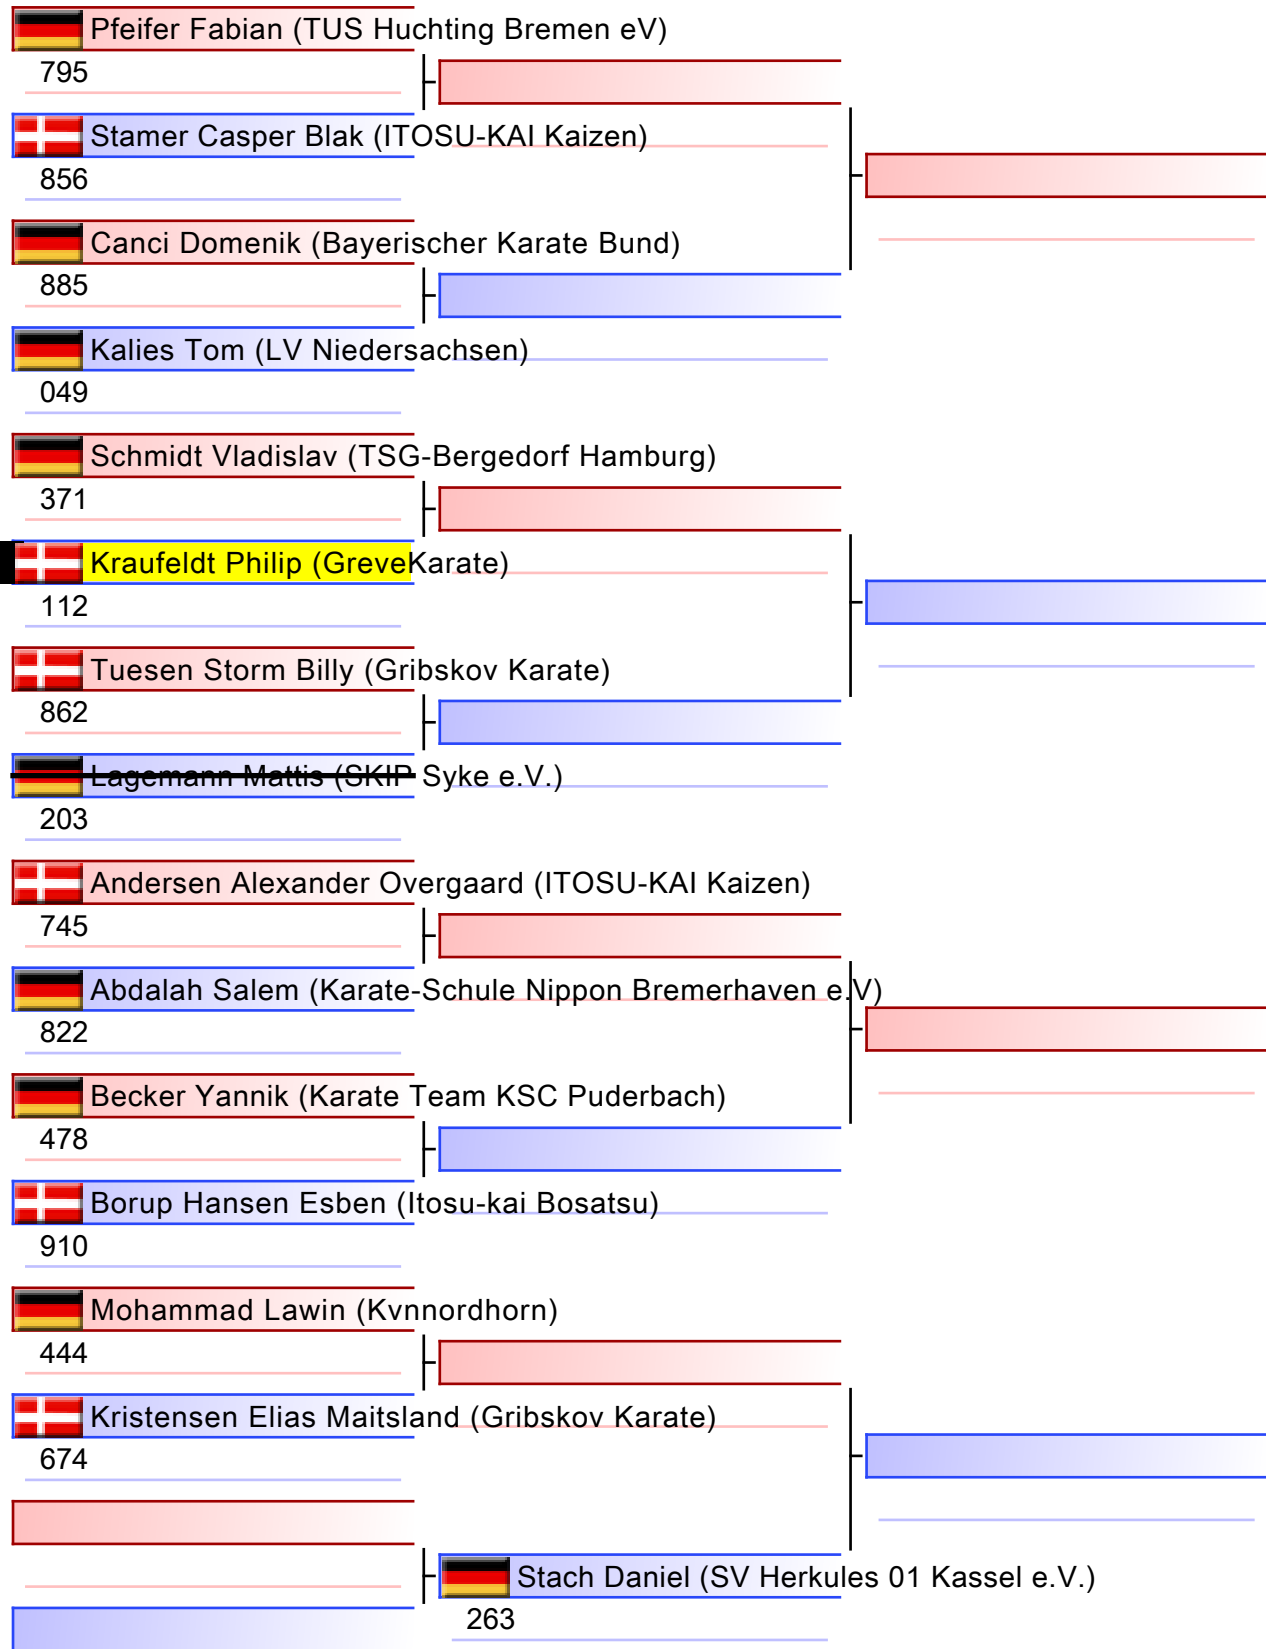 Pfeifer Fabian (TUS Huchting Bremen eV)
795
Stamer Casper Blak (ITOSU-KAI Kaizen)
856
Canci Domenik (Bayerischer Karate Bund)
885
Kalies Tom (LV Niedersachsen)
049
Schmidt Vladislav (TSG-Bergedorf Hamburg)
371
Kraufeldt Philip (GreveKarate)
112
Tuesen Storm Billy (Gribskov Karate)
862
Lagemann Mattis (SKIP Syke e.V.)
203
Andersen Alexander Overgaard (ITOSU-KAI Kaizen)
745
Abdalah Salem (Karate-Schule Nippon Bremerhaven e.V)
822
Becker Yannik (Karate Team KSC Puderbach)
478
Borup Hansen Esben (Itosu-kai Bosatsu)
910
Mohammad Lawin (Kvnnordhorn)
444
Kristensen Elias Maitsland (Gribskov Karate)
674
Stach Daniel (SV Herkules 01 Kassel e.V.)
263